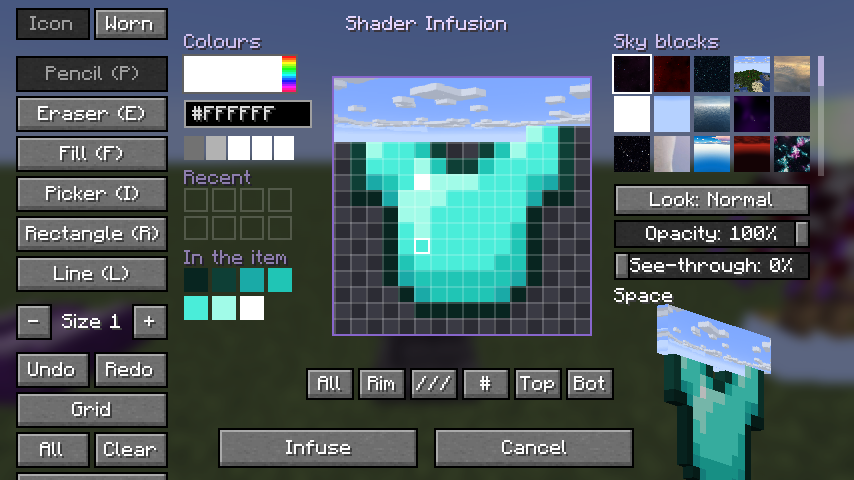 Icon
Worn
Shader Infusion
Colours
Sky blocks
Pencil (P)
#FFFFFF
Eraser (E)
Fill (F)
Recent
Picker (I)
Look: Normal
Rectangle (R)
Opacity: 100%
In the item
Line (L)
See-through: 0%
Space
-
Size 1
+
Undo
Redo
All
Rim
///
#
Top
Bot
Grid
All
Clear
Infuse
Cancel